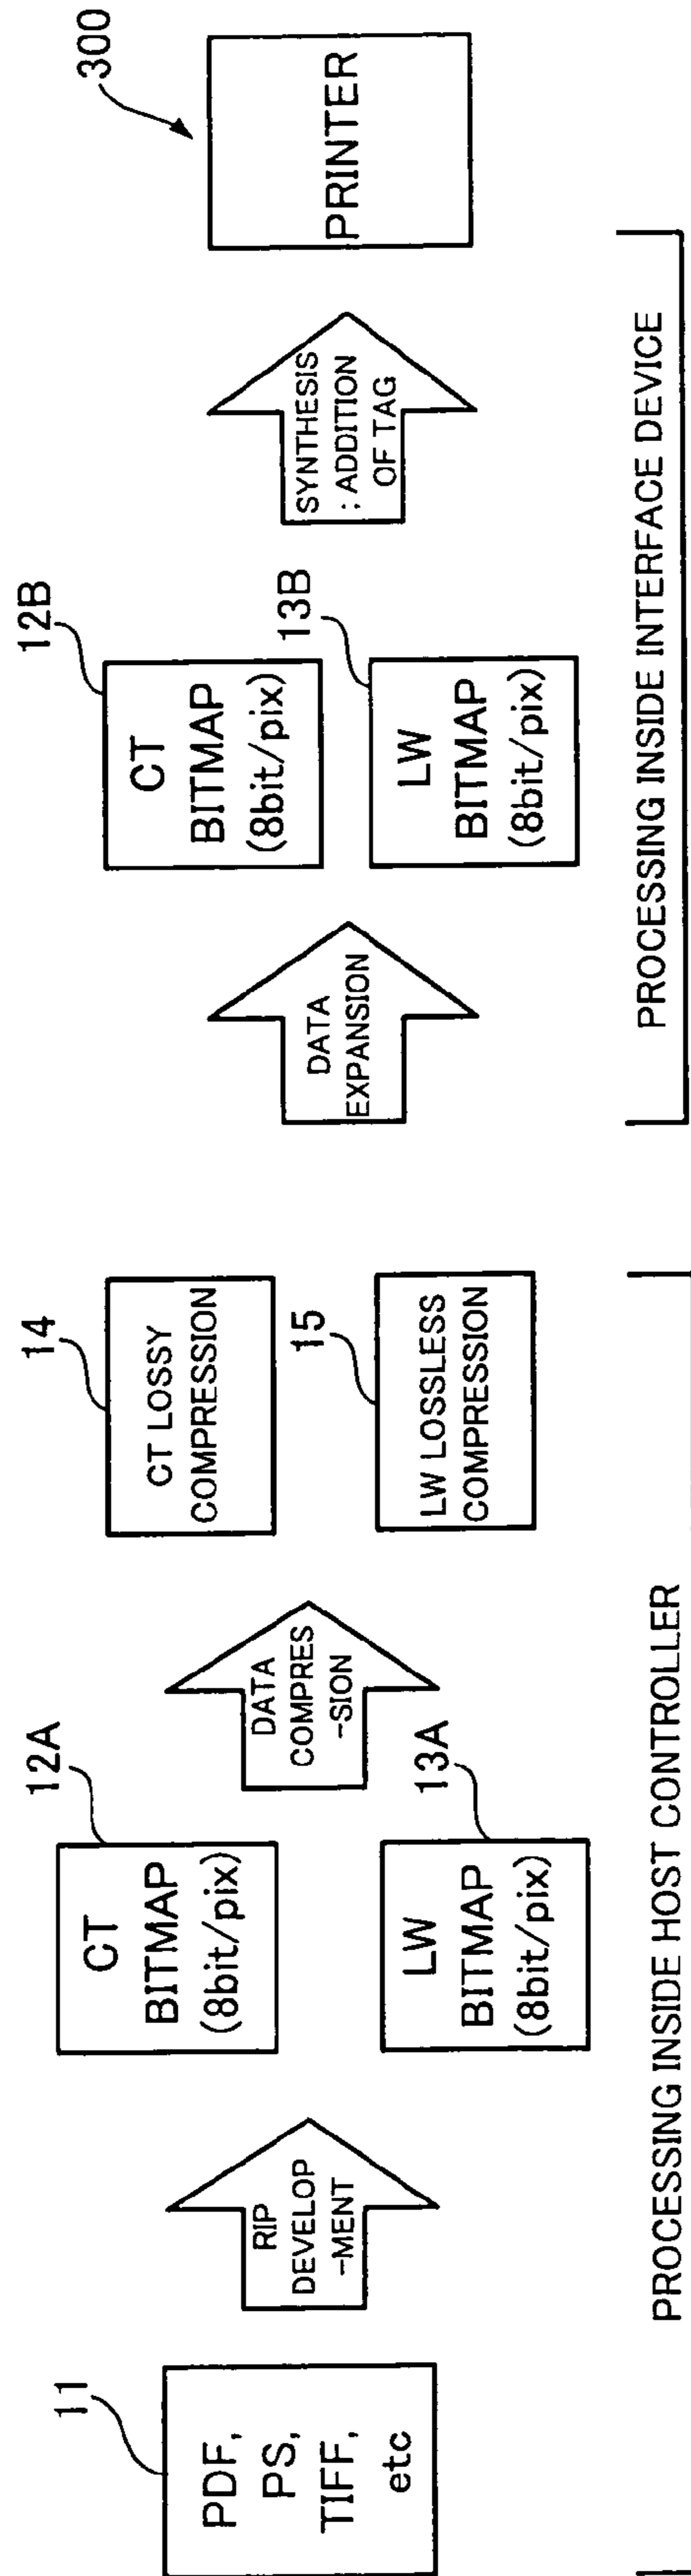 11
PDF,
PS,
TIFF,
etc
RIP
DEVELOP
-MENT
12A
CT
BITMAP
(8bit/pix)
13A
LW
BITMAP
(8bit/pix)
DATA
COMPRES
-SION
14
CT LOSSY
COMPRESSION
15
LW LOSSLESS
COMPRESSION
PROCESSING INSIDE HOST CONTROLLER
DATA
EXPANSION
12B
CT
BITMAP
(8bit/pix)
13B
LW
BITMAP
(8bit/pix)
SYNTHESIS
: ADDITION
OF TAG
PROCESSING INSIDE INTERFACE DEVICE
300
PRINTER